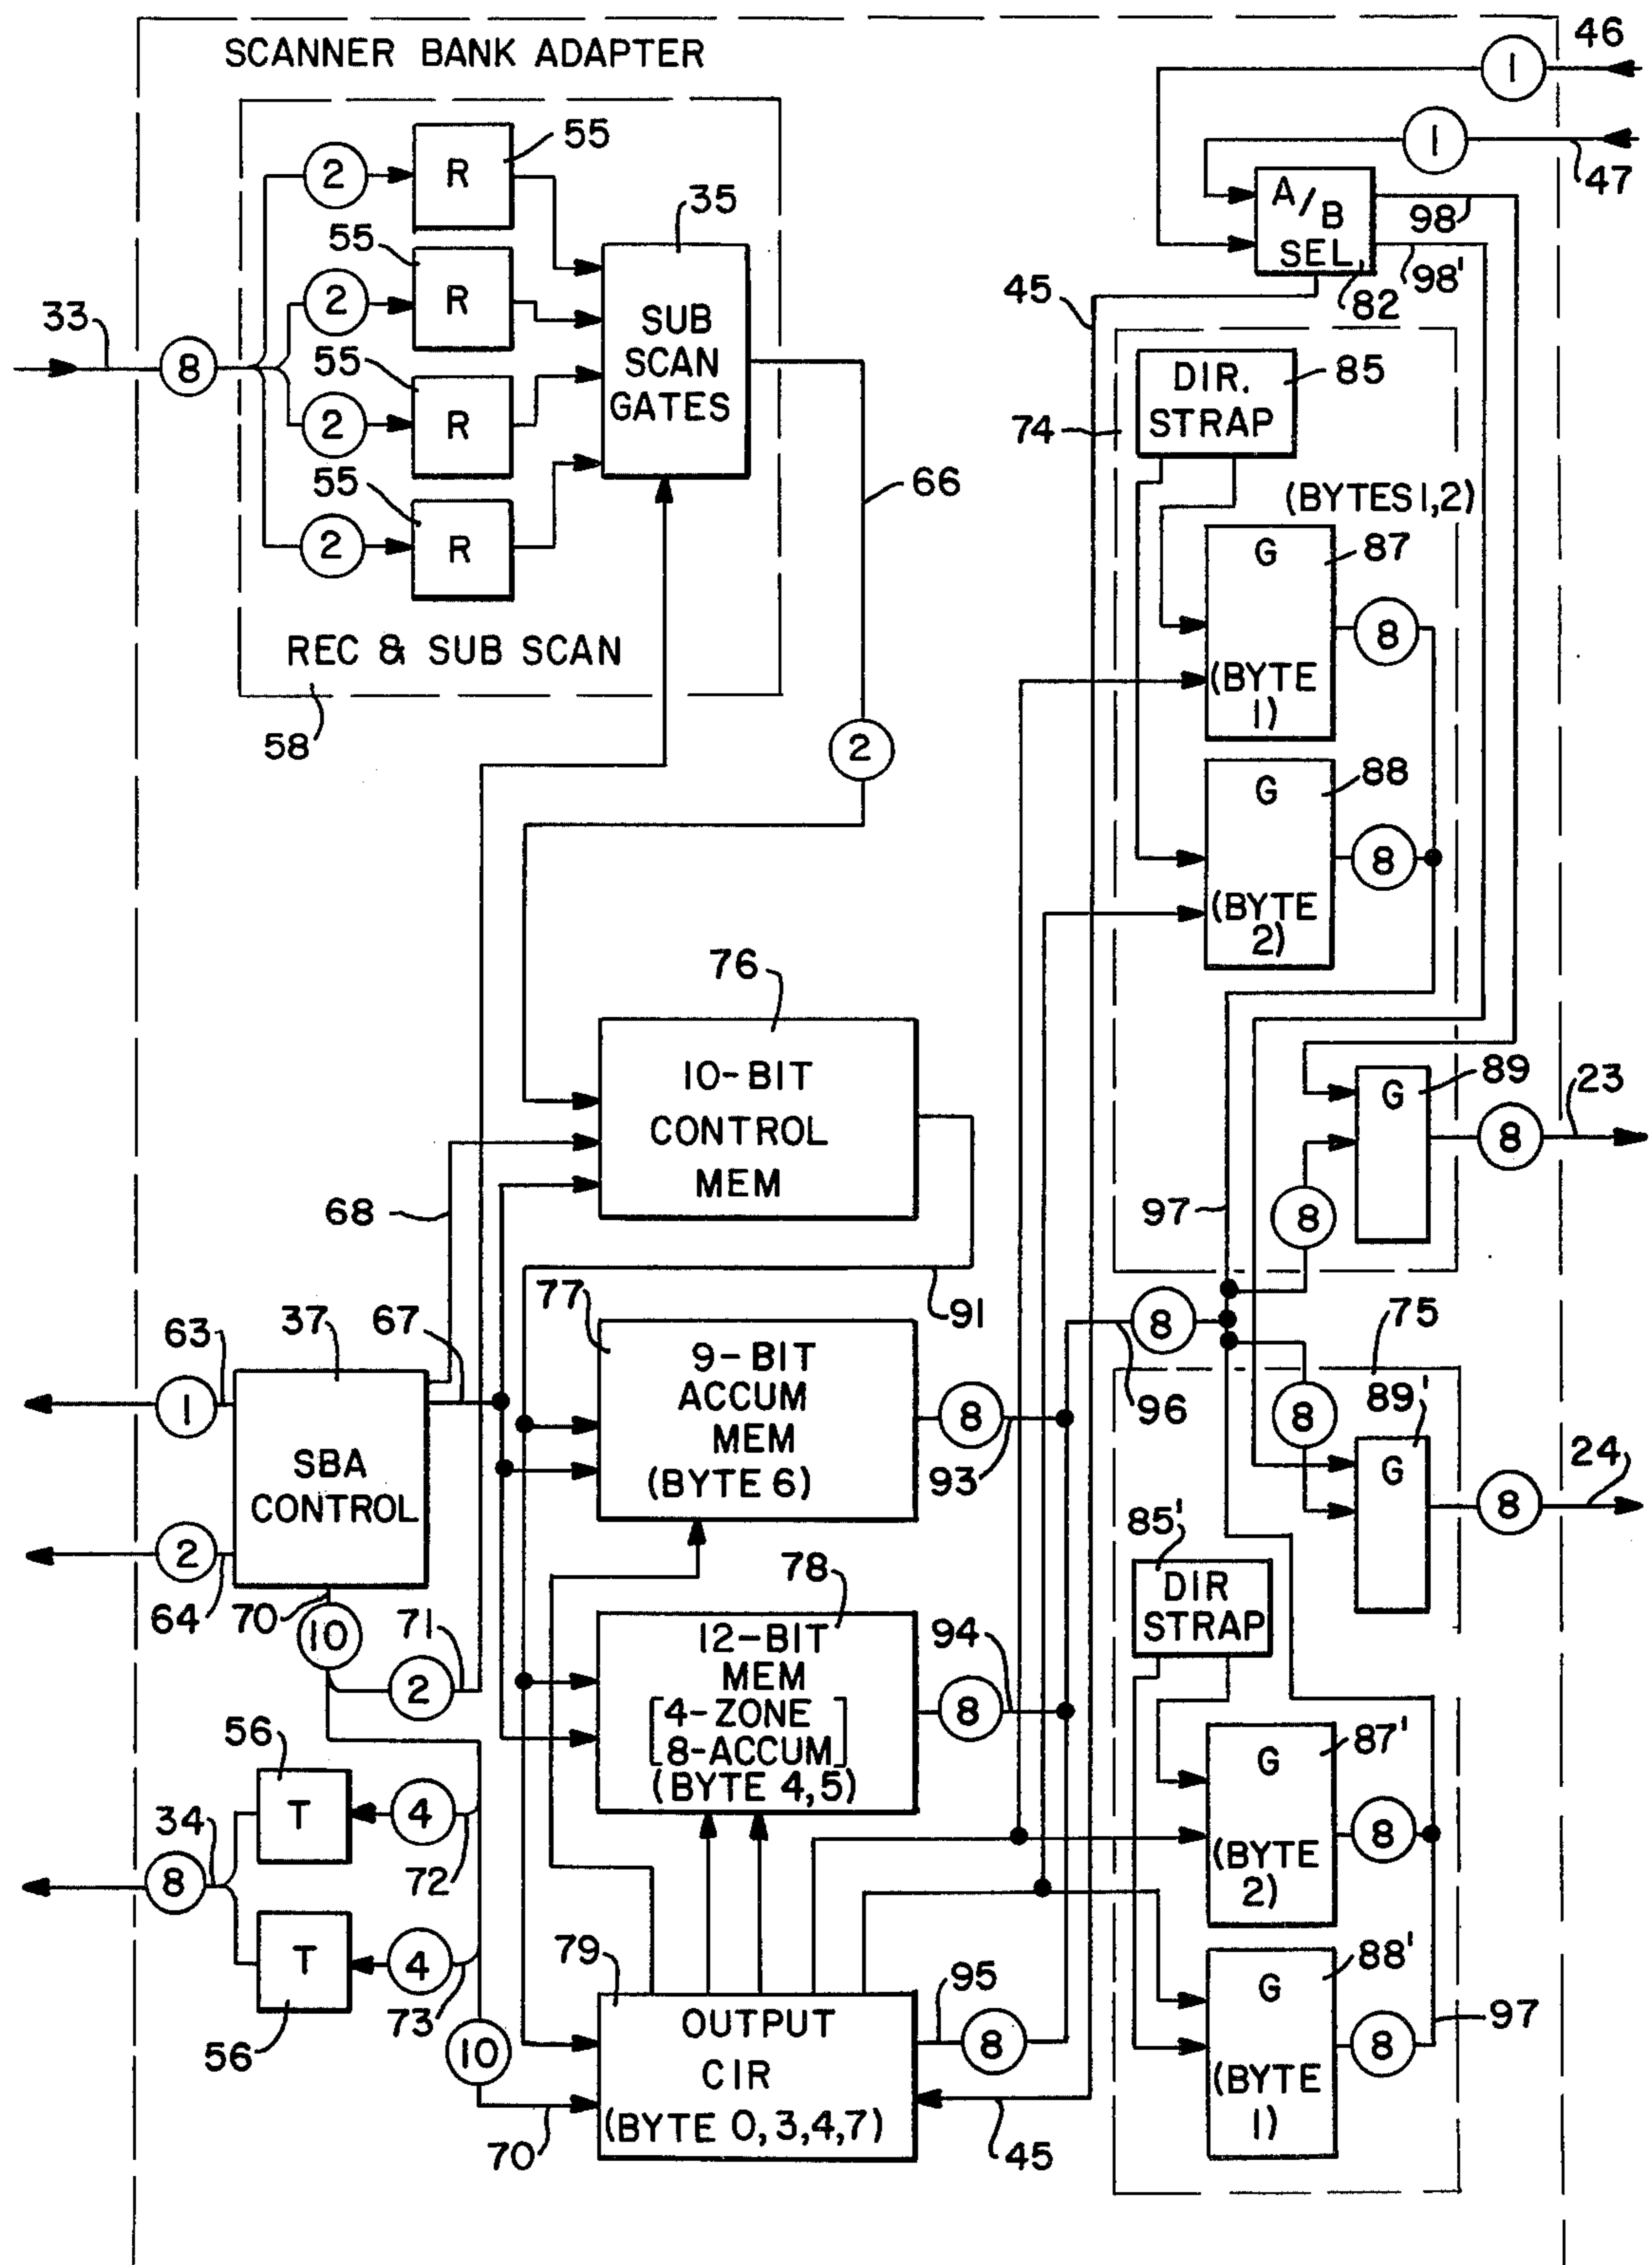 SCANNER BANK ADAPTER
46
1
1
47
55
2
R
35
A/B
SEL
98
98'
82
45
55
2
R
SUB
SCAN
GATES
33
8
55
2
R
DIR.
STRAP
85
74
55
2
R
66
(BYTES 1,2)
G
87
8
(BYTE
1)
REC & SUB SCAN
58
2
G
88
8
(BYTE
2)
76
10-BIT
CONTROL
MEM
68
G
89
23
8
8
97
91
77
9-BIT
ACCUM
MEM
(BYTE 6)
8
93
8
96
75
89'
8
G
24
8
63
37
67
1
SBA
CONTROL
2
64
70
10
71
2
78
12-BIT
MEM
[4-ZONE
8-ACCUM]
(BYTE 4,5)
94
8
85'
DIR
STRAP
G
87'
8
(BYTE
2)
56
T
4
72
34
8
T
4
73
56
10
70
79
OUTPUT
CIR
(BYTE 0,3,4,7)
95
8
45
G
88'
8
97
(BYTE
1)